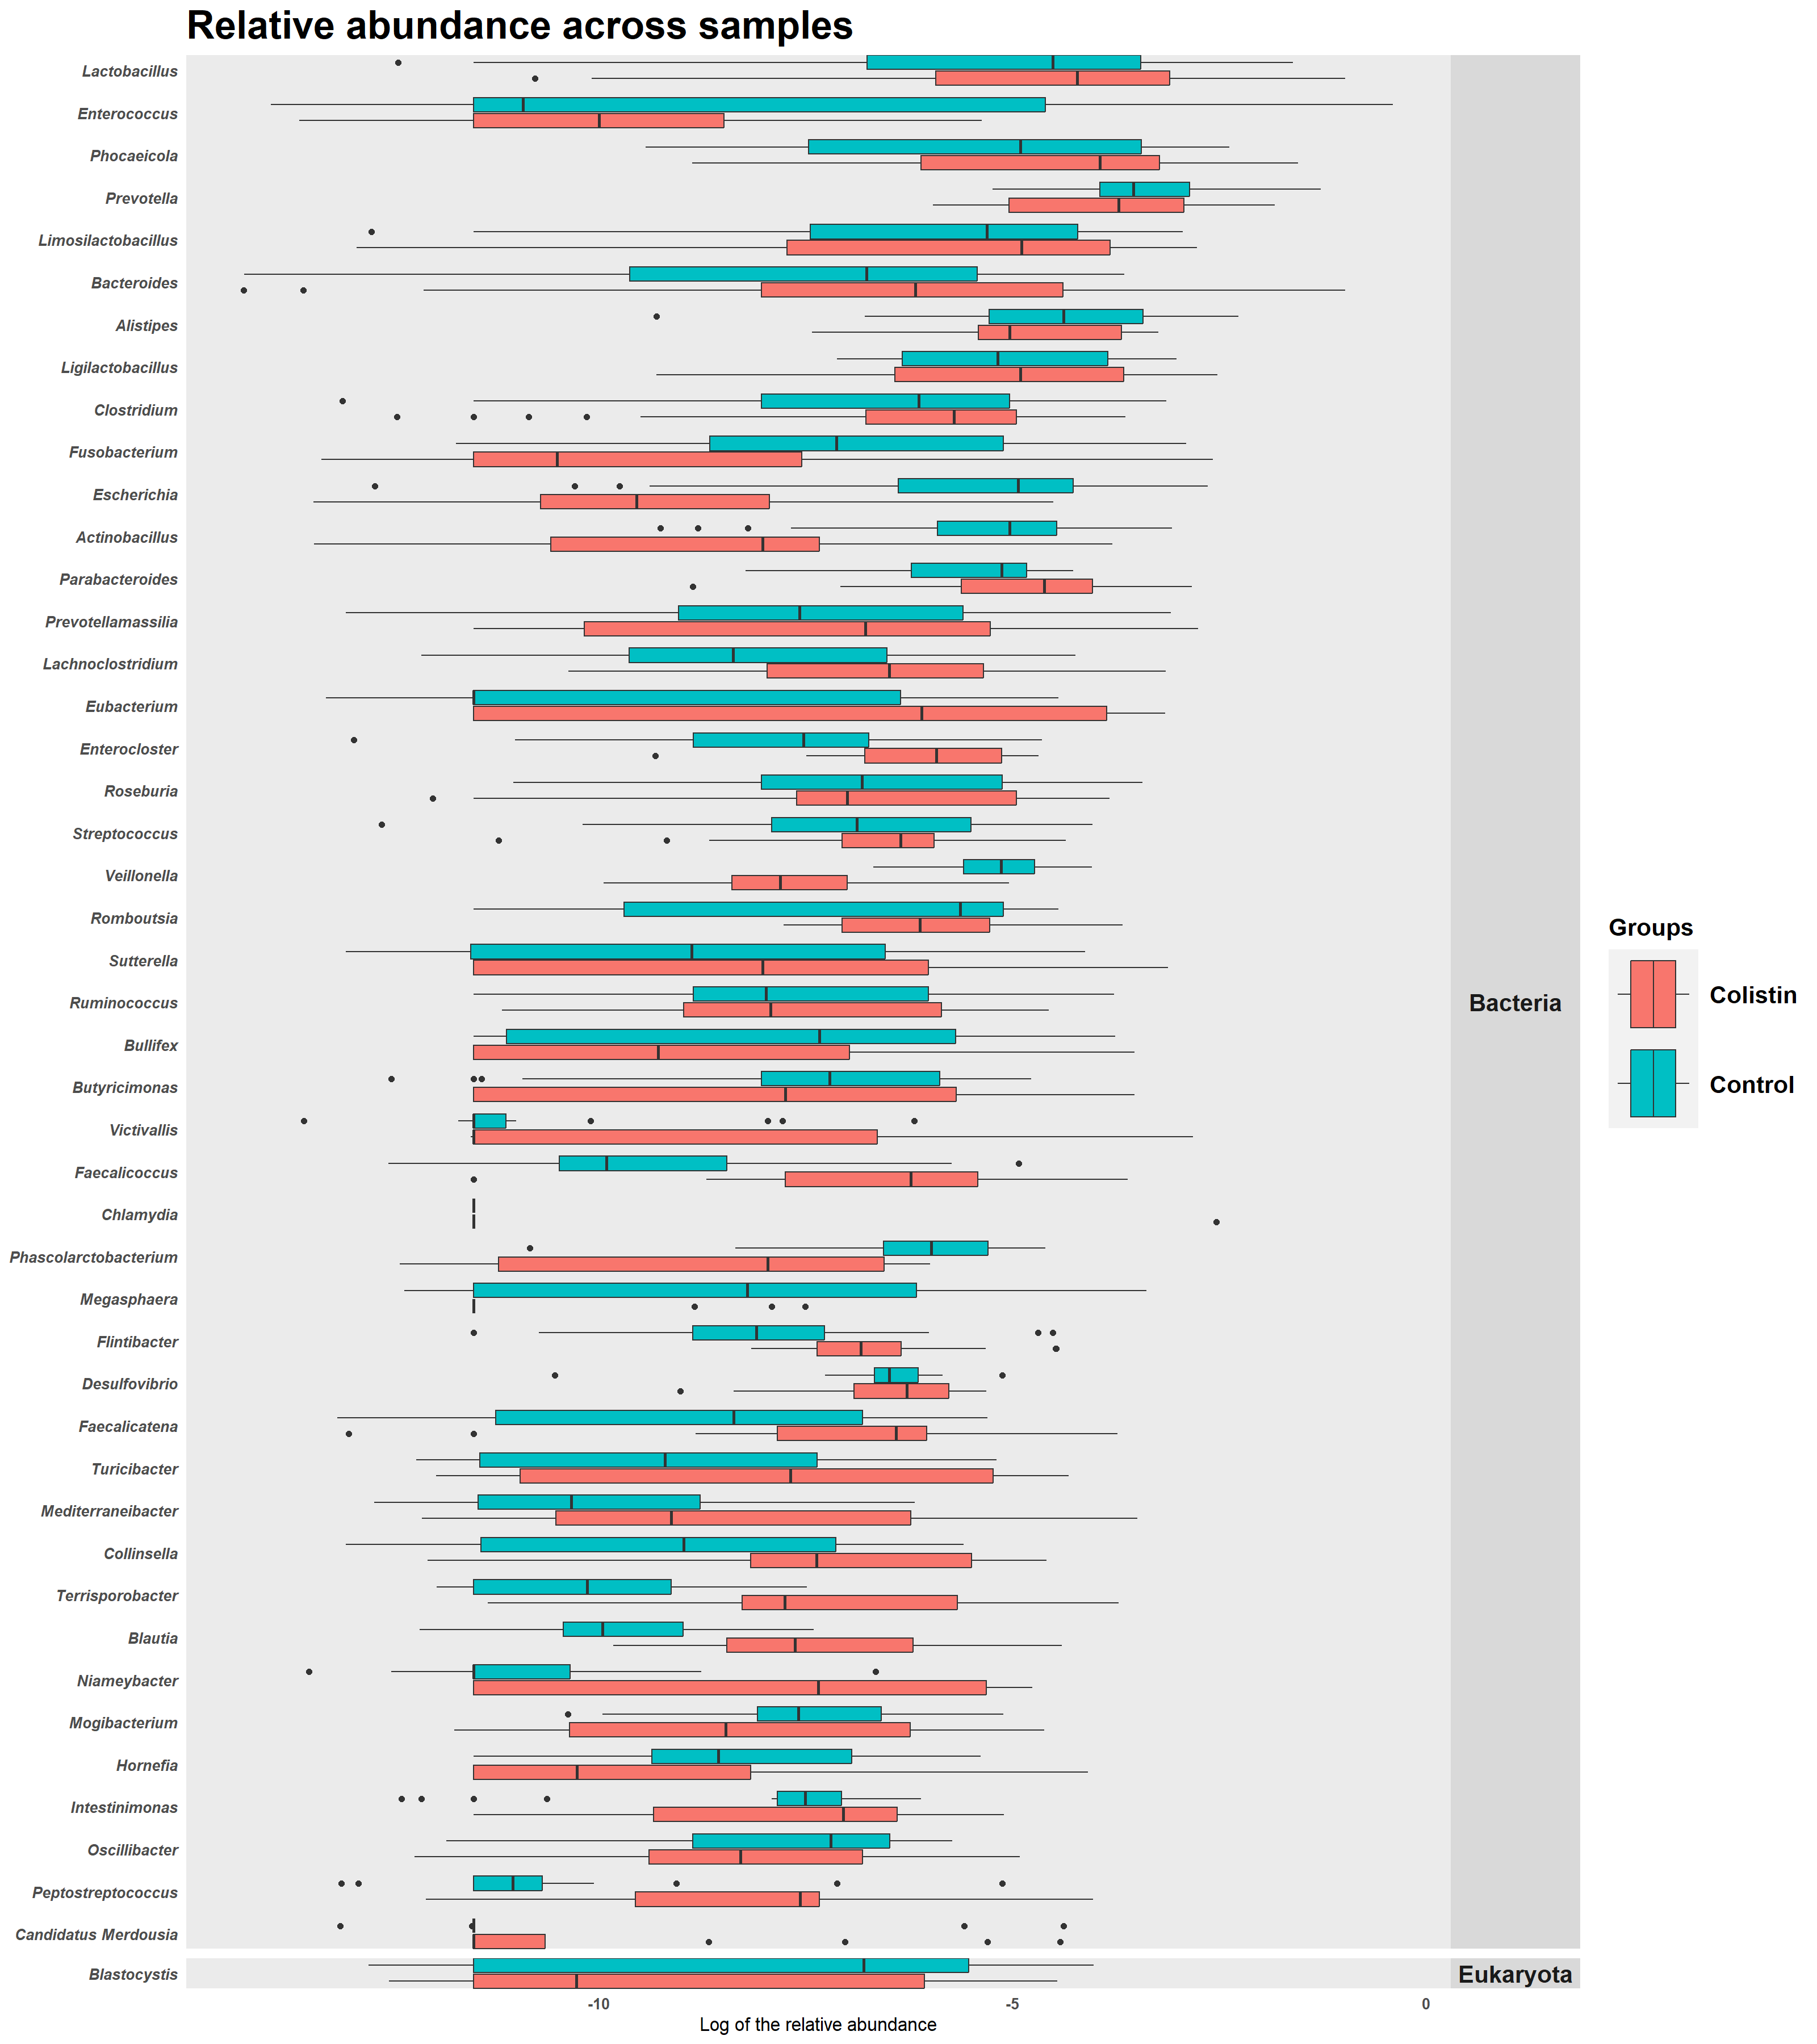 Relative abundance across samples
Lactobacillus
Enterococcus
Phocaeicola
Prevotella
Limosilactobacillus
Bacteroides
Alistipes
Ligilactobacillus
Clostridium
Fusobacterium
Escherichia
Actinobacillus
Parabacteroides
Prevotellamassilia
Lachnoclostridium
Eubacterium
Enterocloster
Roseburia
Streptococcus
Veillonella
Romboutsia
Sutterella
Ruminococcus
Bullifex
Butyricimonas
Victivallis
Faecalicoccus
Chlamydia
Phascolarctobacterium
Megasphaera
Flintibacter
Desulfovibrio
Faecalicatena
Turicibacter
Mediterraneibacter
Collinsella
Terrisporobacter
Blautia
Niameybacter
Mogibacterium
Hornefia
Intestinimonas
Oscillibacter
Peptostreptococcus
Candidatus Merdousia
Blastocystis
Bacteria
Eukaryota
-10 -5 0
Log of the relative abundance
Groups
Colistin
Control